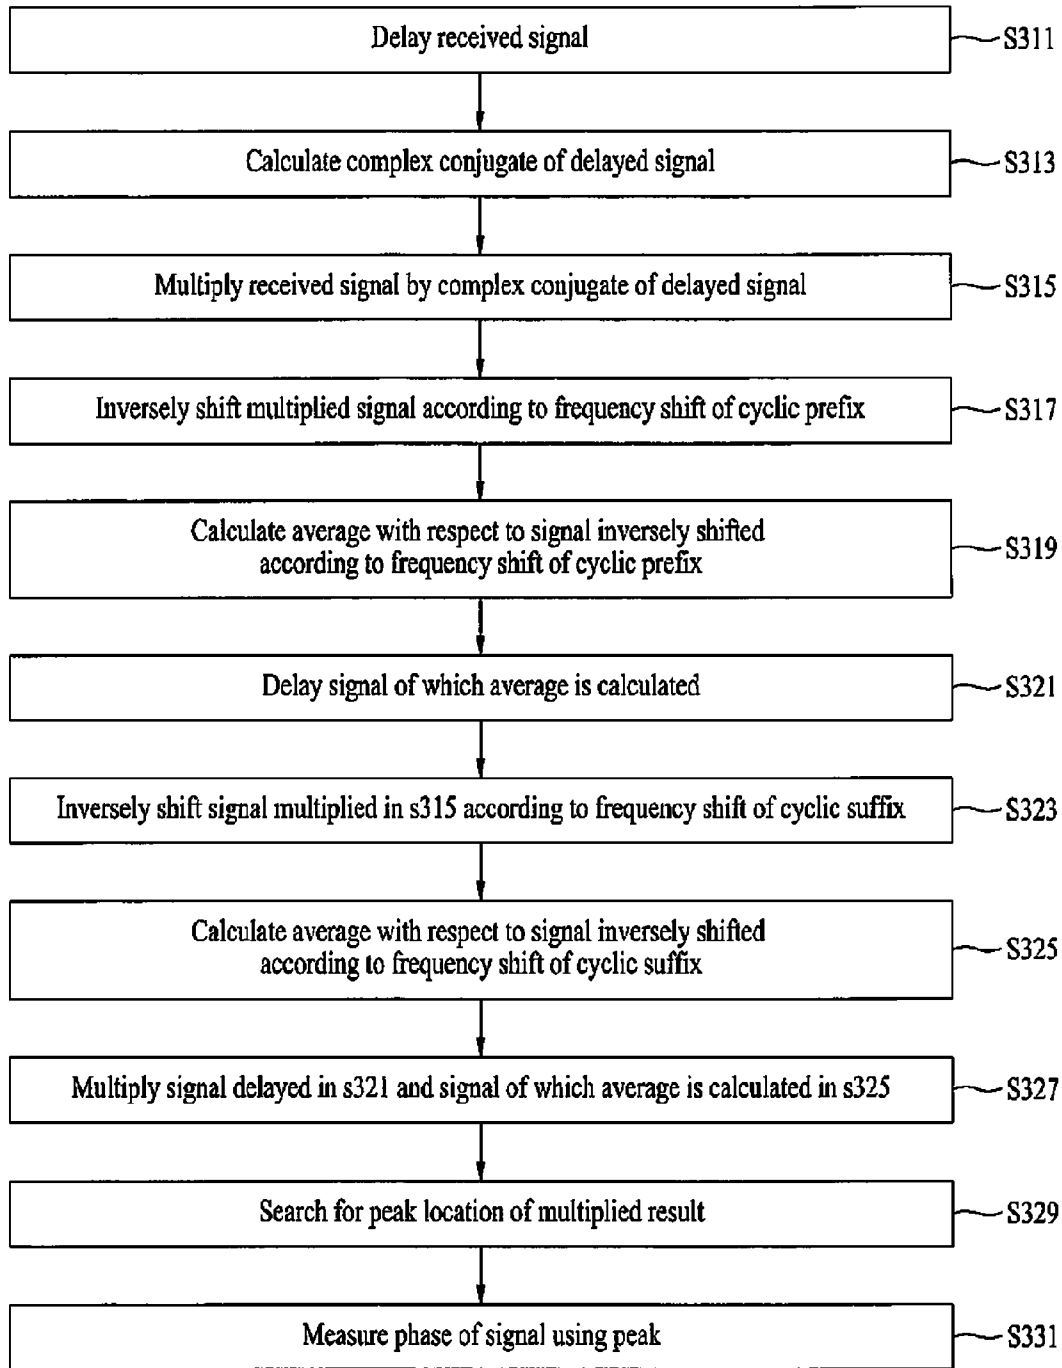 Delay received signal
S311
Calculate complex conjugate of delayed signal
S313
Multiply received signal by complex conjugate of delayed signal
S315
Inversely shift multiplied signal according to frequency shift of cyclic prefix
S317
Calculate average with respect to signal inversely shifted
according to frequency shift of cyclic prefix
S319
Delay signal of which average is calculated
S321
Inversely shift signal multiplied in s315 according to frequency shift of cyclic suffix
S323
Calculate average with respect to signal inversely shifted
according to frequency shift of cyclic suffix
S325
Multiply signal delayed in s321 and signal of which average is calculated in s325
S327
Search for peak location of multiplied result
S329
Measure phase of signal using peak
S331